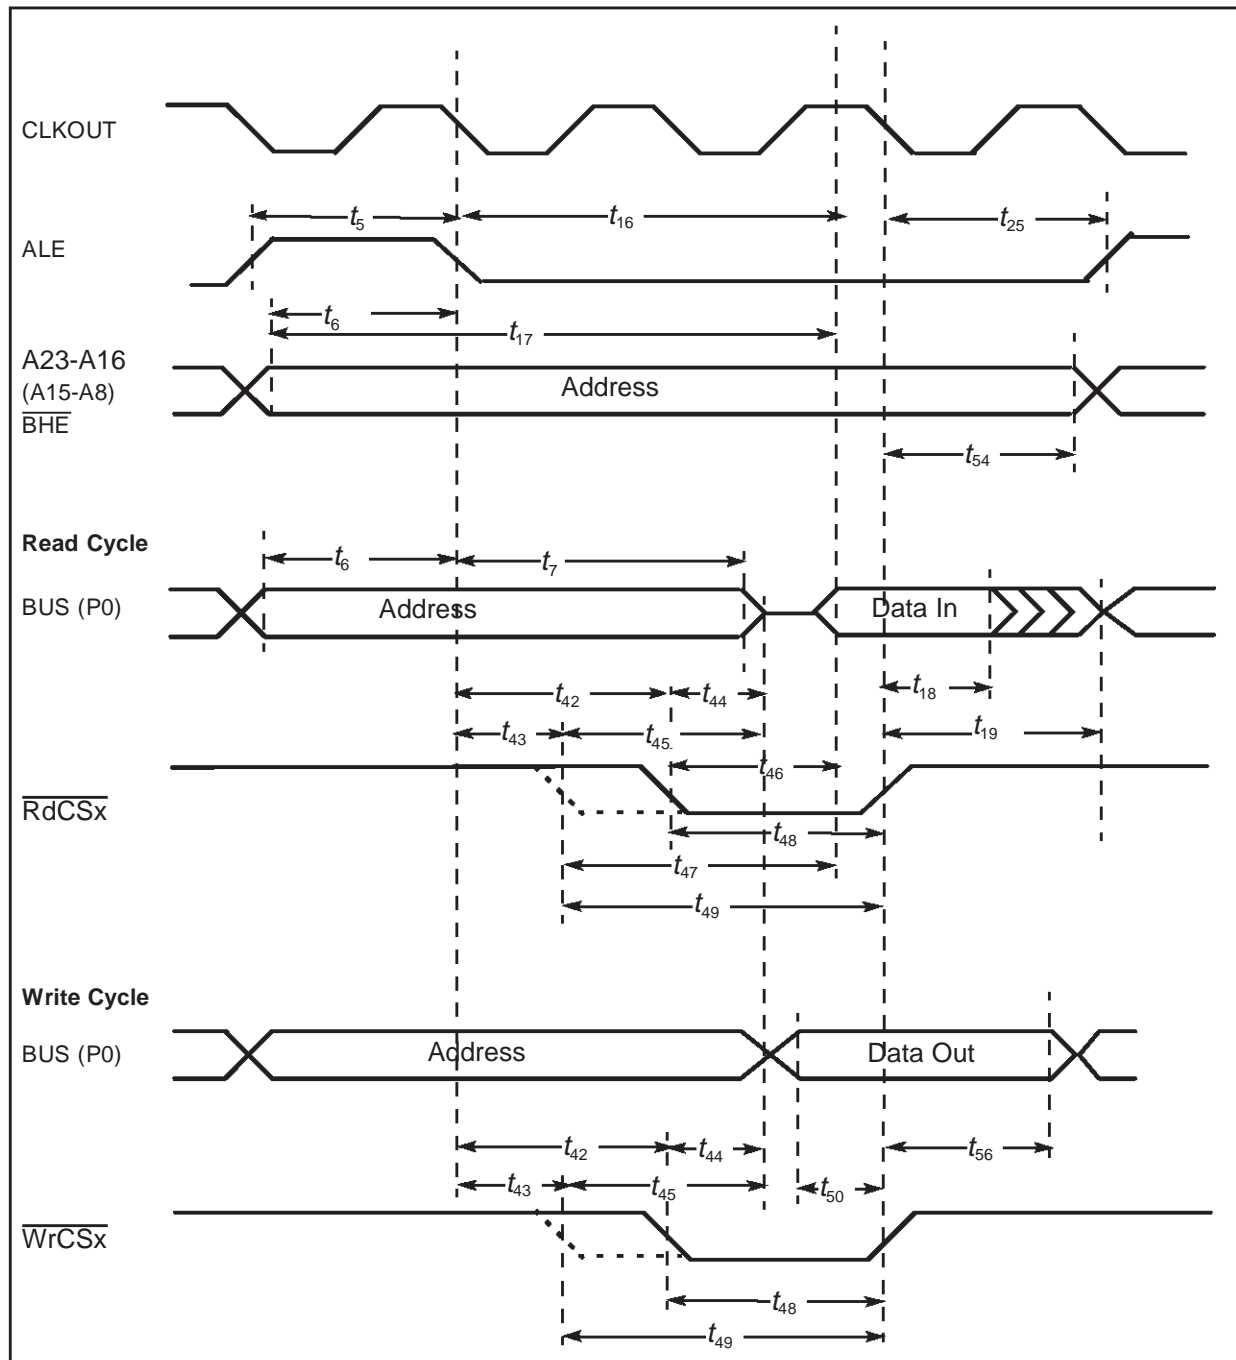 CLKOUT
t5
t16
t25
ALE
t6
t17
A23-A16
(A15-A8)
Address
BHE
t54
Read Cycle
t6
t7
BUS (P0)
Address
Data In
t42
t44
t18
t43
t45
t19
t46
RdCSx
t48
t47
t49
Write Cycle
BUS (P0)
Address
Data Out
t42
t44
t56
t43
t45
t50
WrCSx
t48
t49